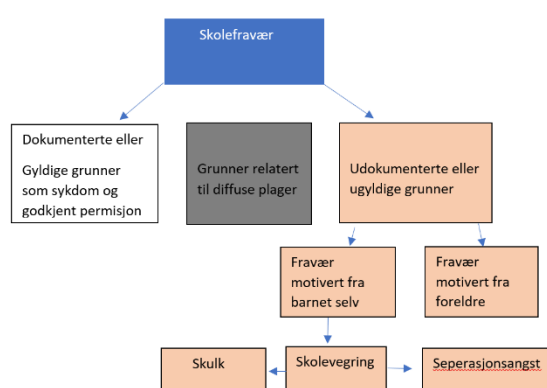 Skolefravær
Dokumenterte eller
Gyldige grunner
som sykdom og
godkjent permisjon
Grunner relatert
til diffuse plager
Udokumenterte eller
ugyldige grunner
Fravær
motivert fra
barnet selv
Fravær
motivert fra
foreldre
Skulk
Skolevegring
Seperasjonsangst